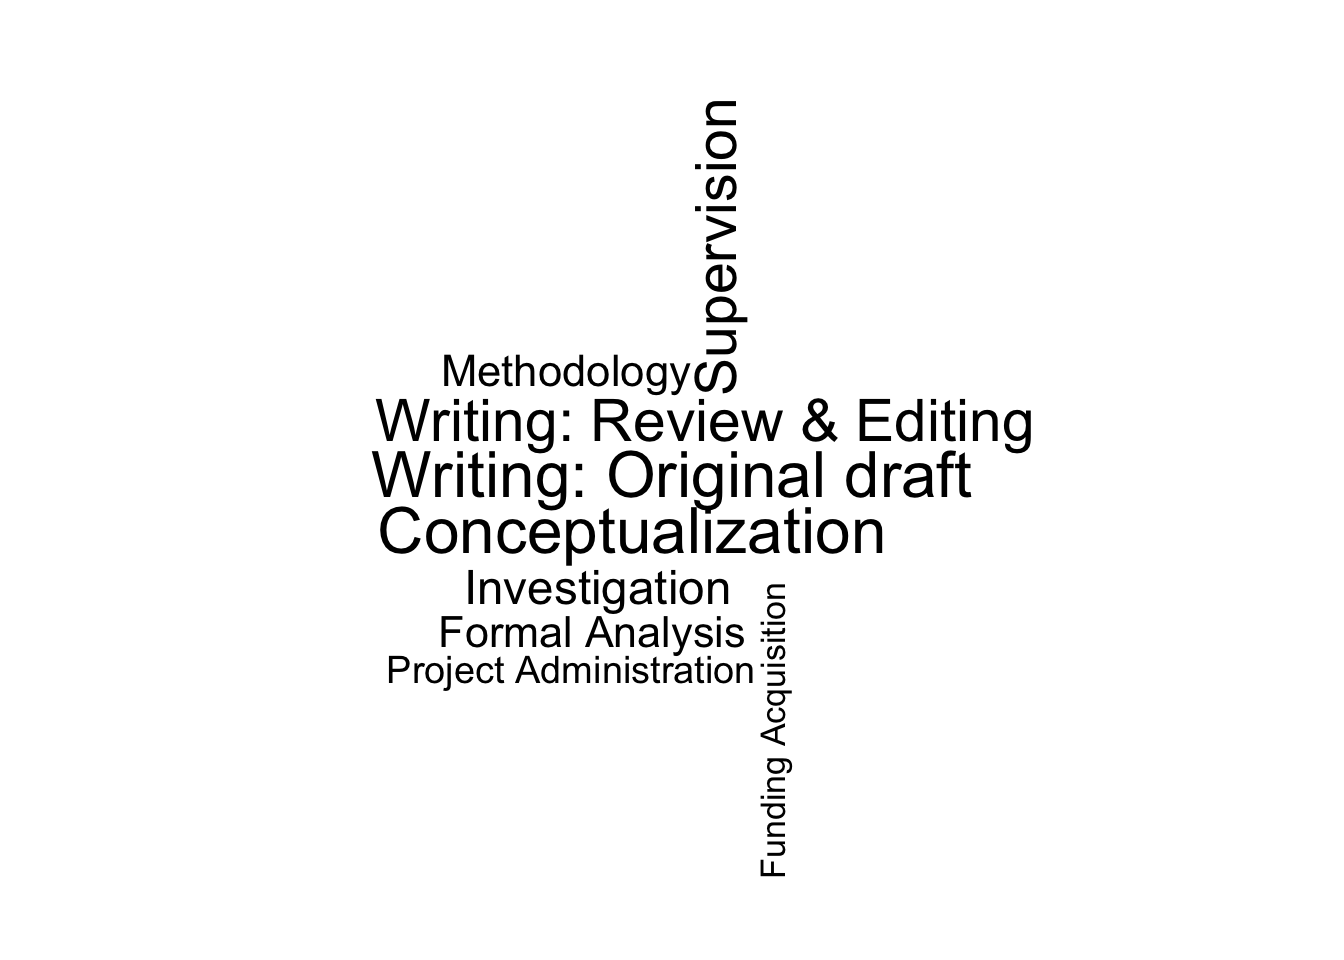 Supervision
Methodology
Writing: Review & Editing
Writing: Original draft
Conceptualization
Investigation
Formal Analysis
Project Administration
Funding Acquisition